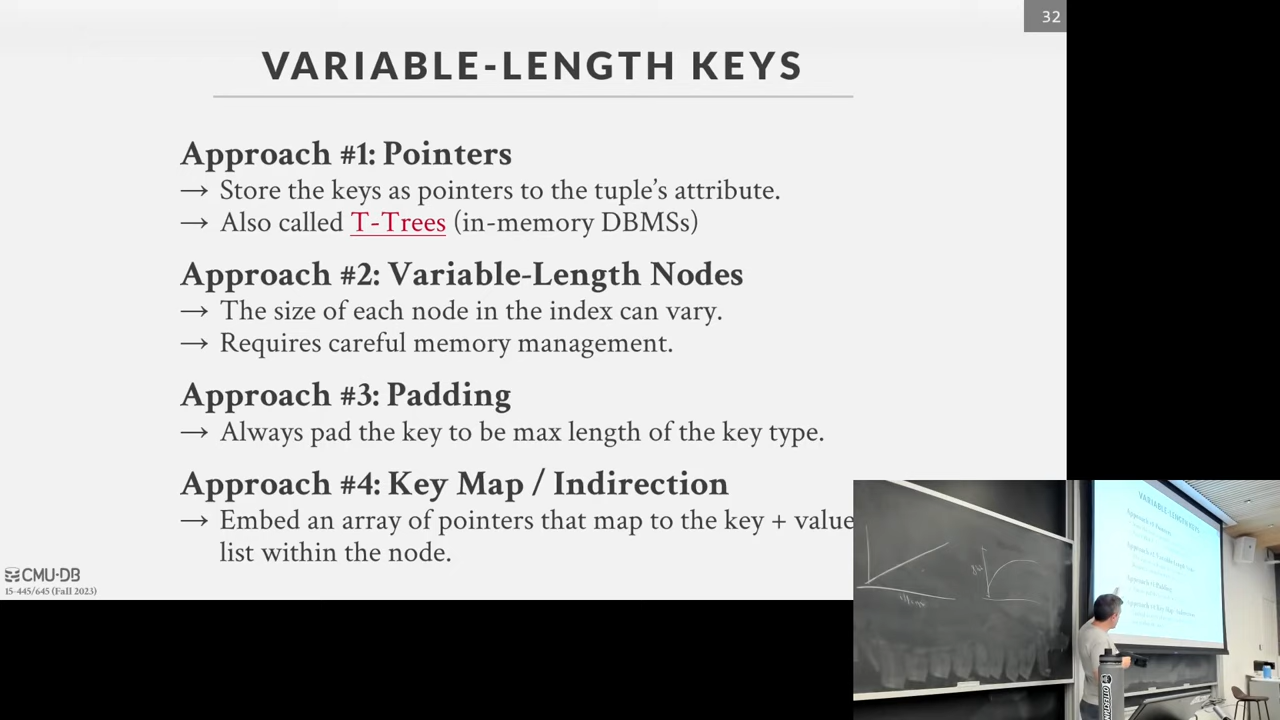 32
VARIABLE-LENGTH KEYS
Approach #1: Pointers
→ Store the keys as pointers to the tuple's attribute.
→ Also called T-Trees (in-memory DBMSs)
Approach #2: Variable-Length Nodes
→ The size of each node in the index can vary.
→ Requires careful memory management.
Approach #3: Padding
→ Always pad the key to be max length of the key type.
Approach #4: Key Map / Indirection
→ Embed an array of pointers that map to the key + value
list within the node.
CMU·DB
15-445/645 (Fall 2023)
VARIABLE-LENGTH KEYS